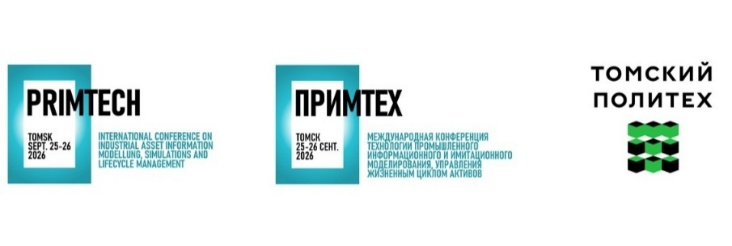 PRIMTECH
TOMSK
SEPT. 25-26
2026
INTERNATIONAL CONFERENCE ON
INDUSTRIAL ASSET INFORMATION
MODELLUNG, SIMULATIONS AND
LIFECYCLE MANAGEMENT
ПРИМТЕХ
ТОМСК
25-26 СЕНТ.
2026
МЕЖДУНАРОДНАЯ КОНФЕРЕНЦИЯ
ТЕХНОЛОГИИ ПРОМЫШЛЕННОГО
ИНФОРМАЦИОННОГО И ИМИТАЦИОННОГО
МОДЕЛИРОВАНИЯ, УПРАВЛЕНИЯ
ЖИЗНЕННЫМ ЦИКЛОМ АКТИВОВ
ТОМСКИЙ
ПОЛИТЕХ